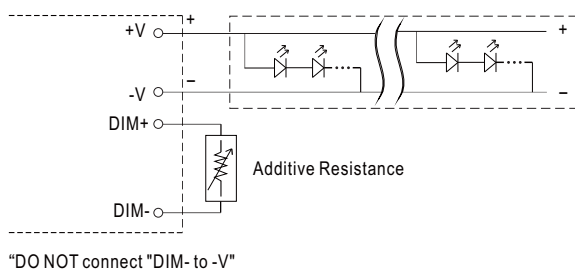 +
+V
+
-
-V
-
DIM+
Additive Resistance
DIM-
“DO NOT connect "DIM- to -V"